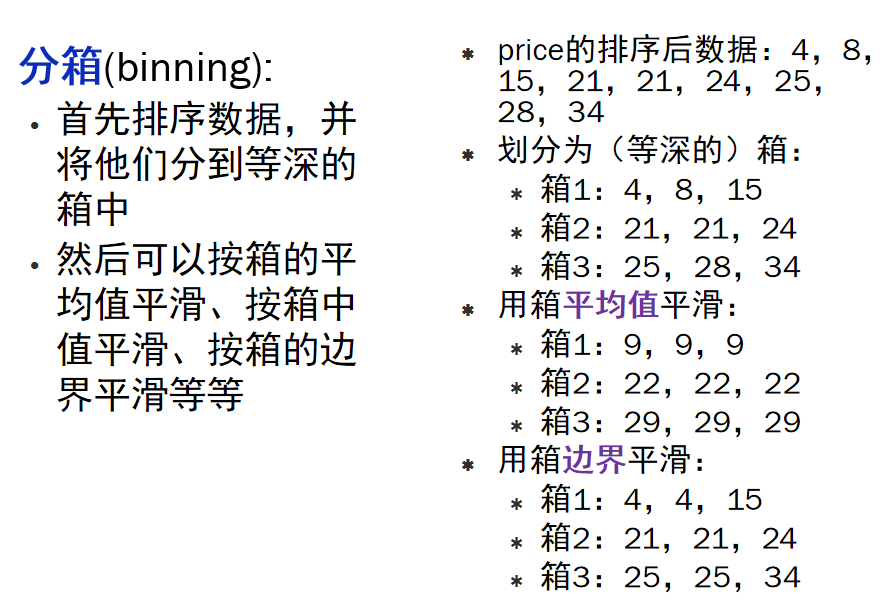 分箱(binning):
• 首先排序数据，并
将他们分到等深的
箱中
• 然后可以按箱的平
均值平滑、按箱中
值平滑、按箱的边
界平滑等等
* price的排序后数据：4，8，
15，21，21，24，25，
28，34
* 划分为（等深的）箱：
* 箱1：4，8，15
* 箱2：21，21，24
* 箱3：25，28，34
* 用箱平均值平滑：
* 箱1：9，9，9
* 箱2：22，22，22
* 箱3：29，29，29
* 用箱边界平滑：
* 箱1：4，4，15
* 箱2：21，21，24
* 箱3：25，25，34